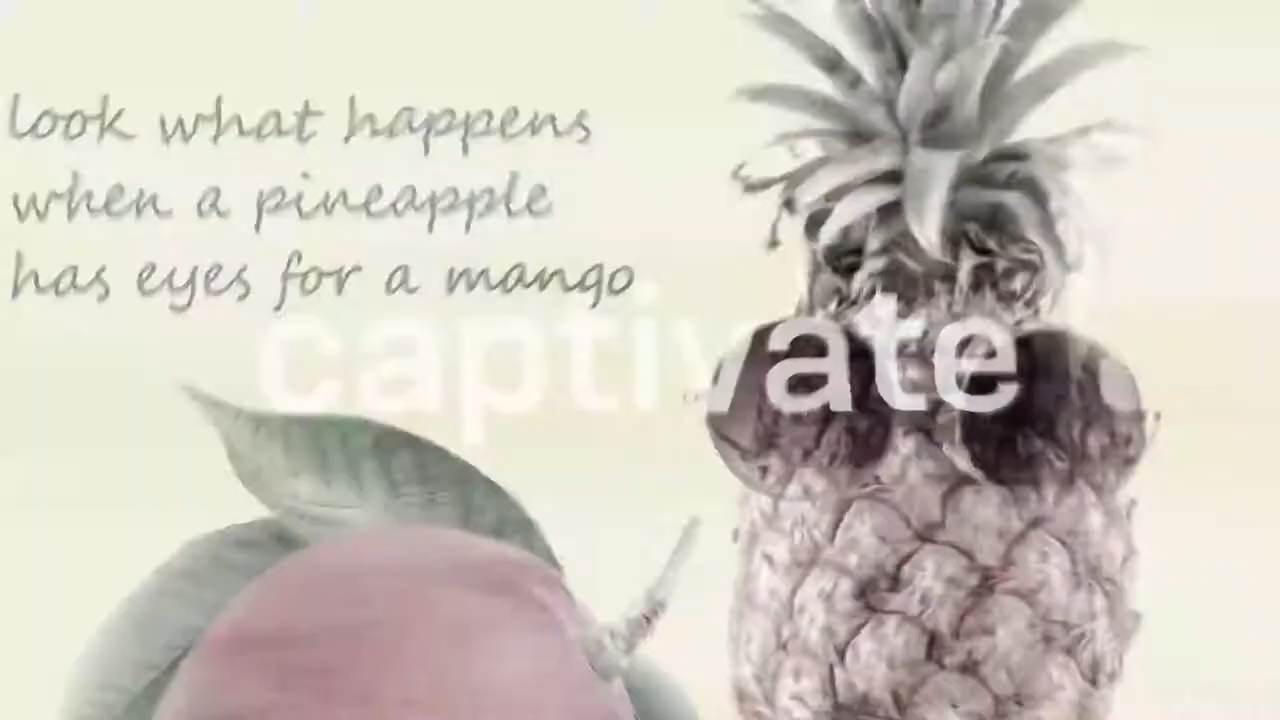 look what happens
when a pineapple
has eyes for a mango
captivate